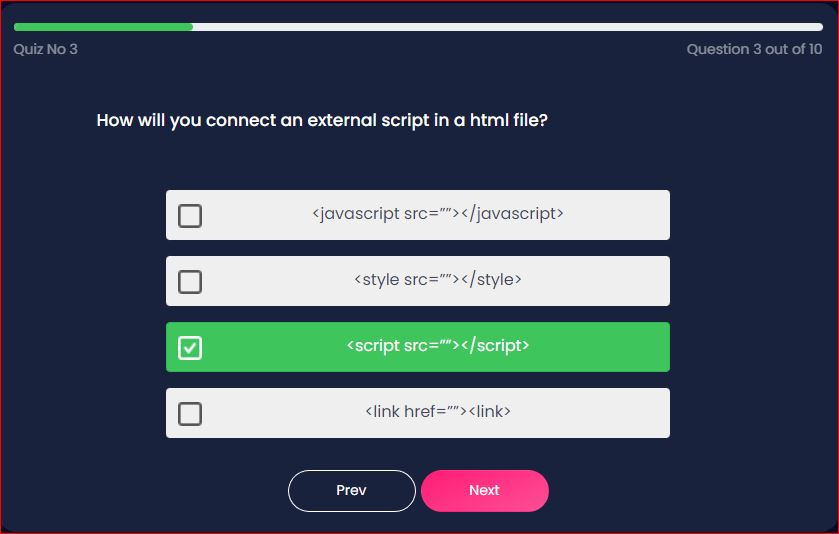 Quiz No 3
Question 3 out of 10
How will you connect an external script in a html file?
<javascript src=””></javascript>
<style src=””></style>
<script src=””></script>
<link href=””><link>
Prev
Next